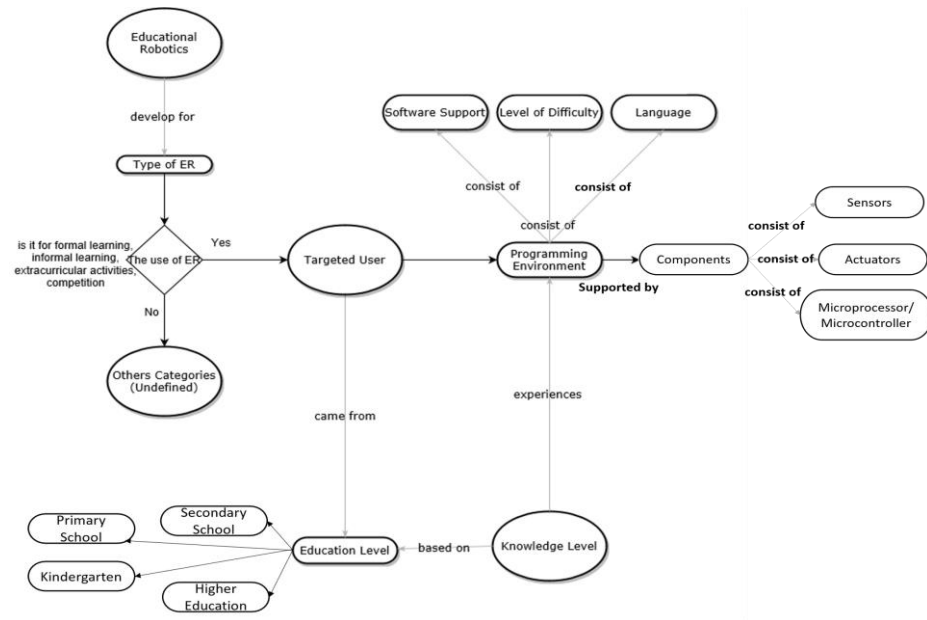 Educational
Robotics
develop for
Type of ER
is it for formal learning,
informal learning,
extracurricular activities,
competition
The use of ER
Yes
No
Others Categories
(Undefined)
Targeted User
came from
Software Support
Level of Difficulty
Language
consist of
consist of
consist of
Programming
Environment
Supported by
Components
consist of
consist of
consist of
Sensors
Actuators
Microprocessor/
Microcontroller
experiences
Primary
School
Secondary
School
Kindergarten
Higher
Education
Education Level
based on
Knowledge Level